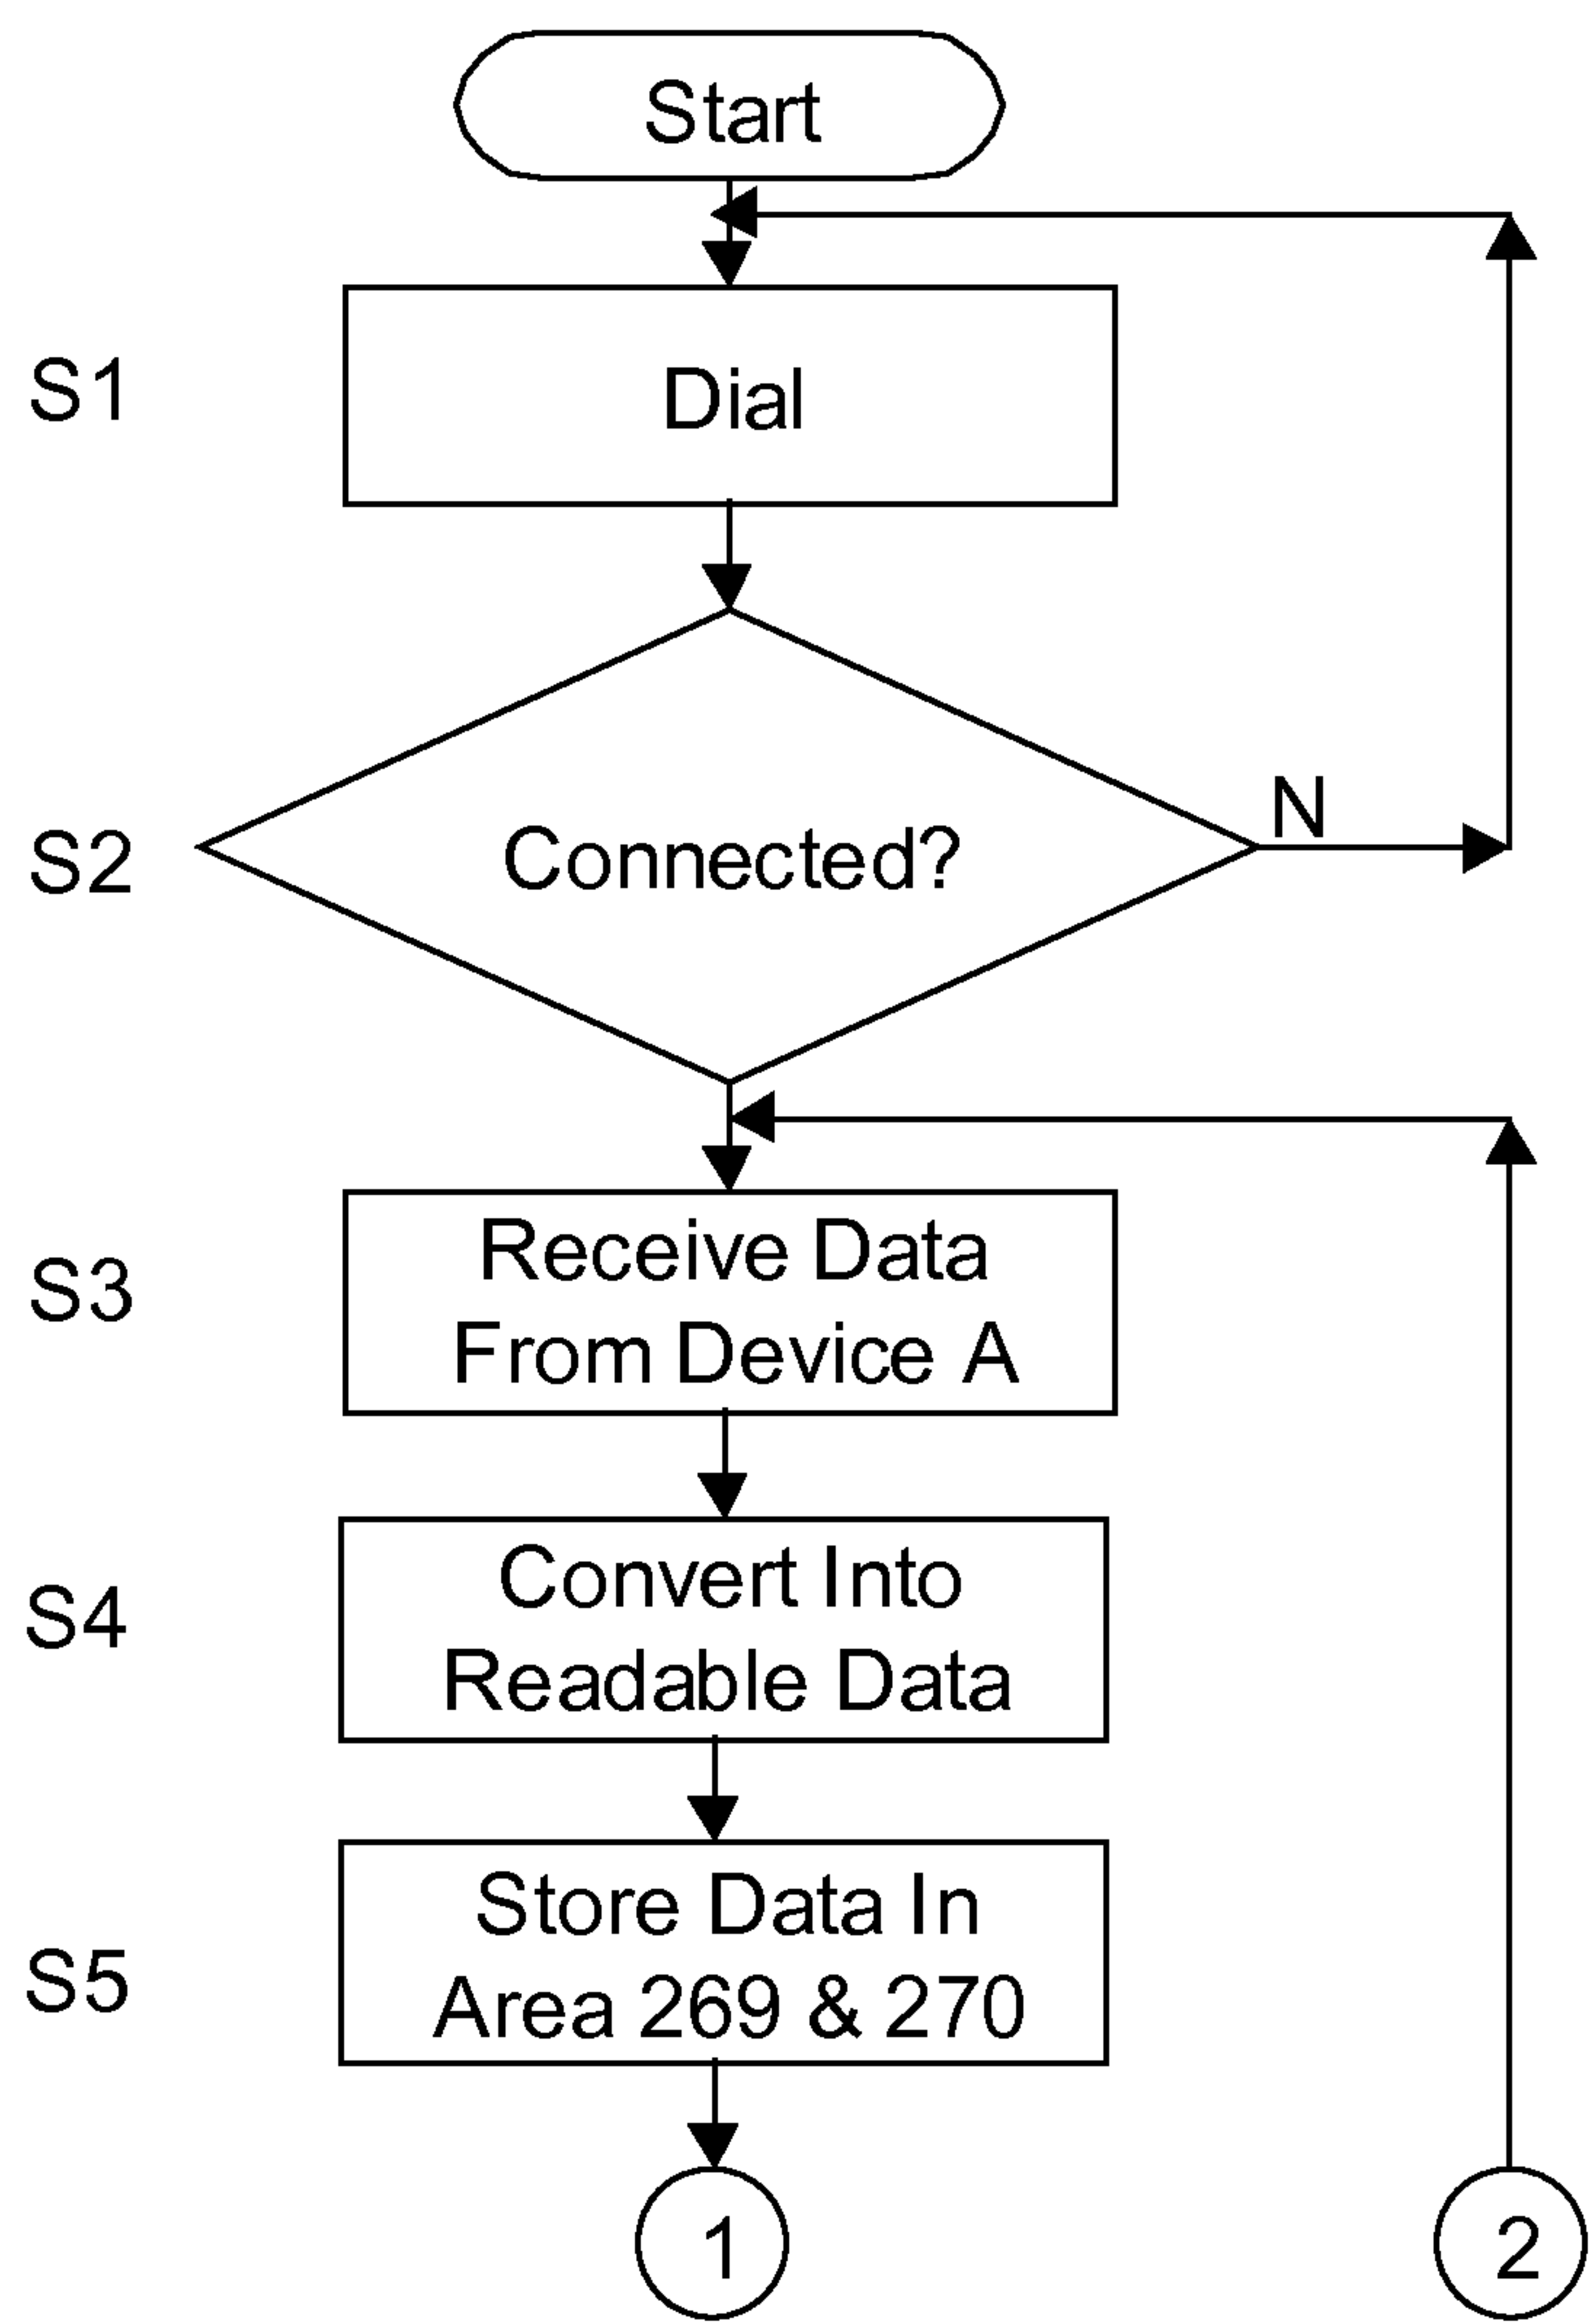 Start
S1
Dial
S2
Connected?
N
S3
Receive Data
From Device A
S4
Convert Into
Readable Data
S5
Store Data In
Area 269 & 270
1
2